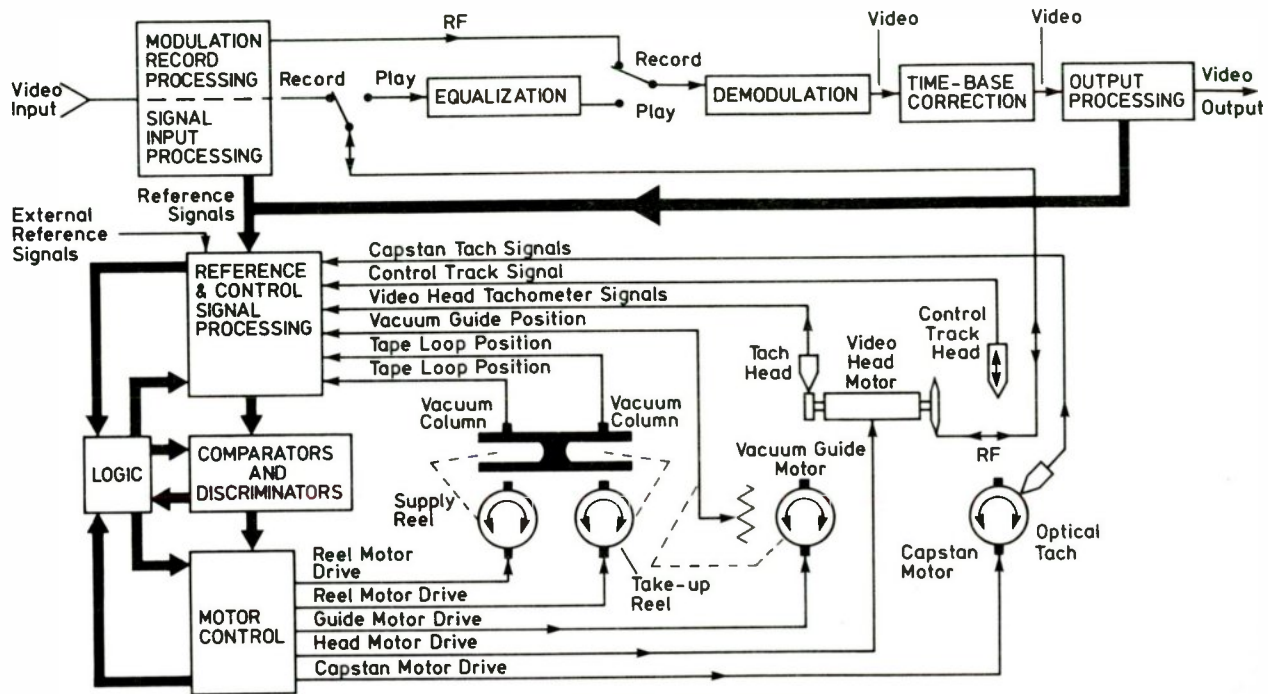 MODULATION
RECORD
PROCESSING
SIGNAL
INPUT
PROCESSING
Video
Input
RF
Record
Play
EQUALIZATION
Record
Play
DEMODULATION
Video
TIME-BASE
CORRECTION
Video
OUTPUT
PROCESSING
Video
Output
Reference
Signals
External
Reference
Signals
REFERENCE
& CONTROL
SIGNAL
PROCESSING
Capstan Tach Signals
Control Track Signal
Video Head Tachometer Signals
Vacuum Guide Position
Tape Loop Position
Tape Loop Position
Tach
Head
Video
Head
Motor
Control
Track
Head
Vacuum
Column
Vacuum
Column
LOGIC
COMPARATORS
AND
DISCRIMINATORS
Supply
Reel
Vacuum Guide
Motor
RF
Optical
Tach
Capstan
Motor
Take-up
Reel
MOTOR
CONTROL
Reel Motor
Drive
Reel Motor Drive
Guide Motor Drive
Head Motor Drive
Capstan Motor Drive